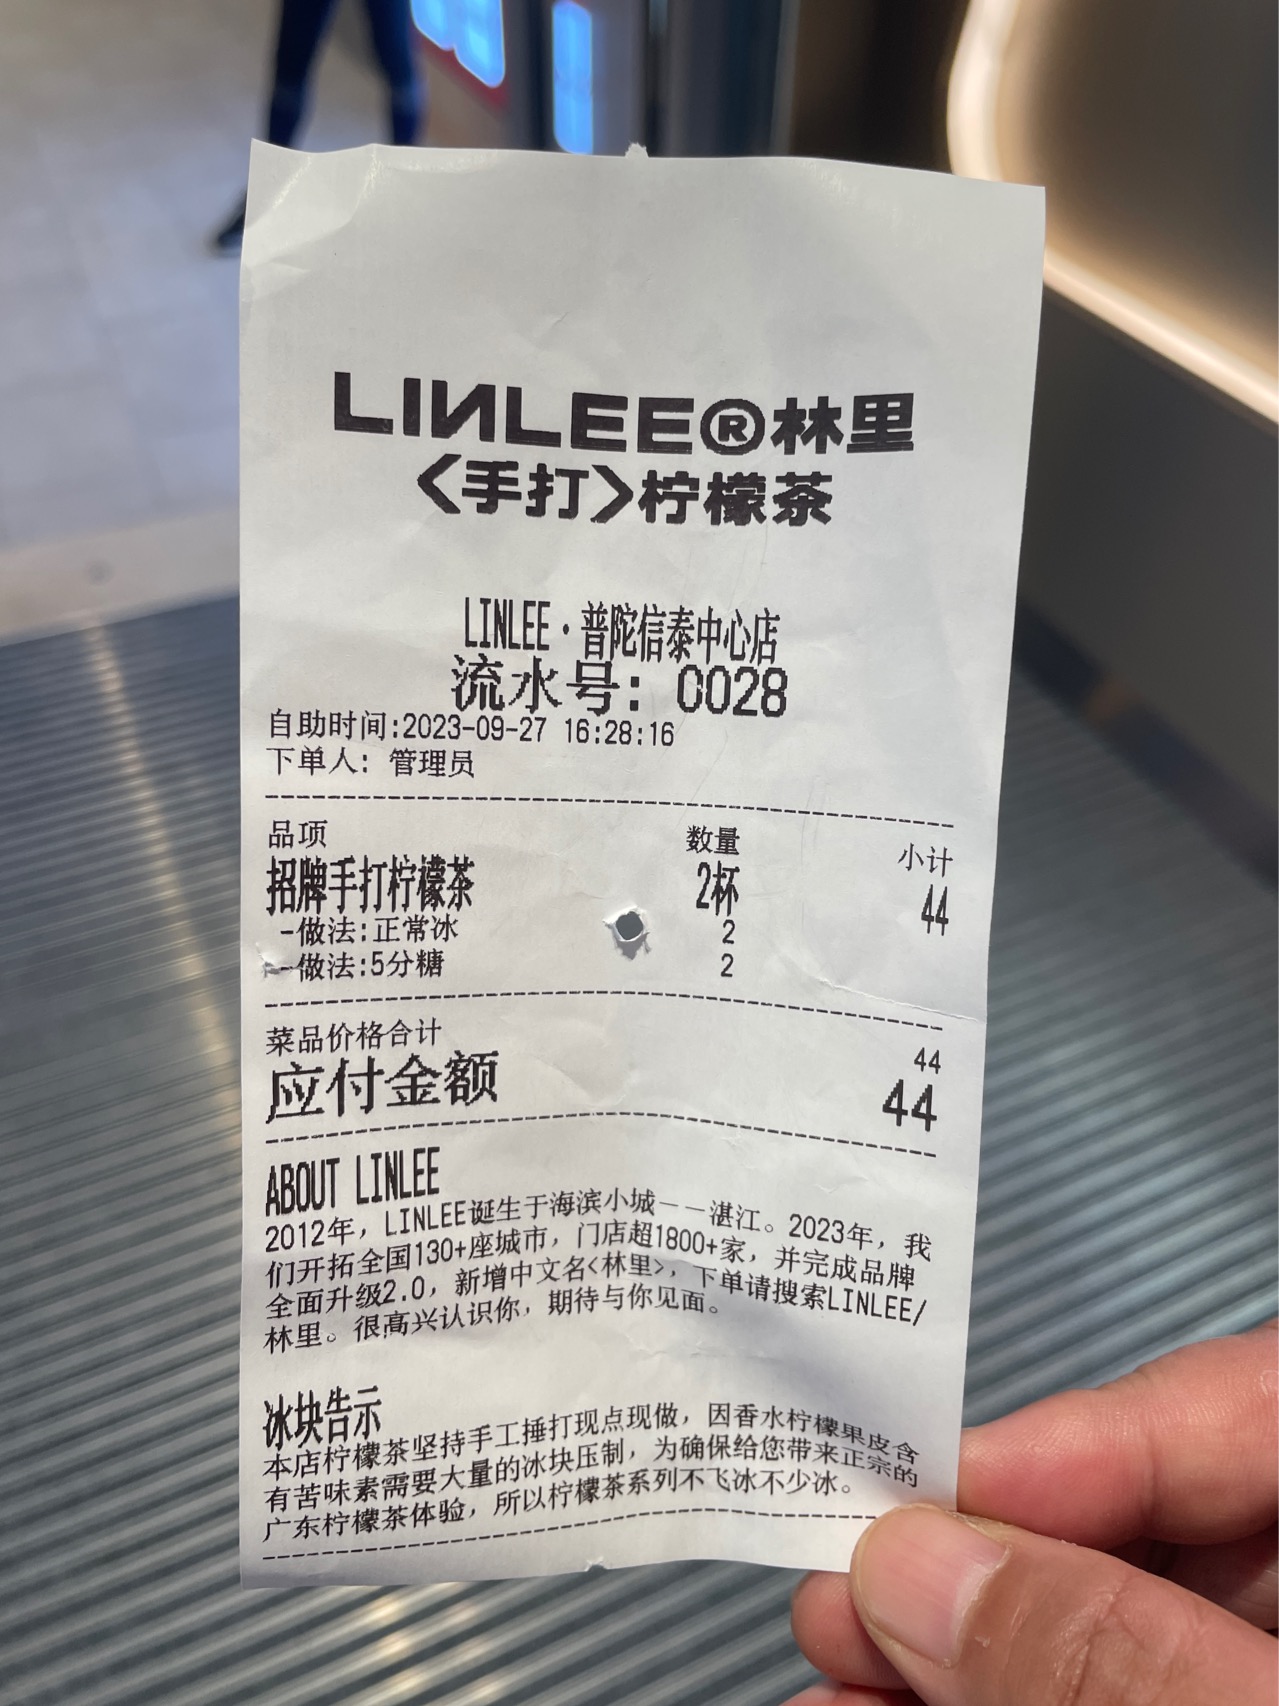 LINLEE®林里
<手打>柠檬茶
LINLEE·普陀信泰中心店
流水号: 0028
自助时间:2023-09-27 16:28:16
下单人: 管理员
品项 数量 小计
招牌手打柠檬茶 2杯 44
-做法:正常冰 2
-做法:5分糖 2
菜品价格合计 44
应付金额 44
ABOUT LINLEE
2012年，LINLEE诞生于海滨小城——湛江。2023年，我
们开拓全国130+座城市，门店超1800+家，并完成品牌
全面升级2.0，新增中文名<林里>，下单请搜索LINLEE/
林里。很高兴认识你，期待与你见面。
冰块告示
本店柠檬茶坚持手工捶打现点现做，因香水柠檬果皮含
有苦味素需要大量的冰块压制，为确保给您带来正宗的
广东柠檬茶体验，所以柠檬茶系列不飞冰不少冰。